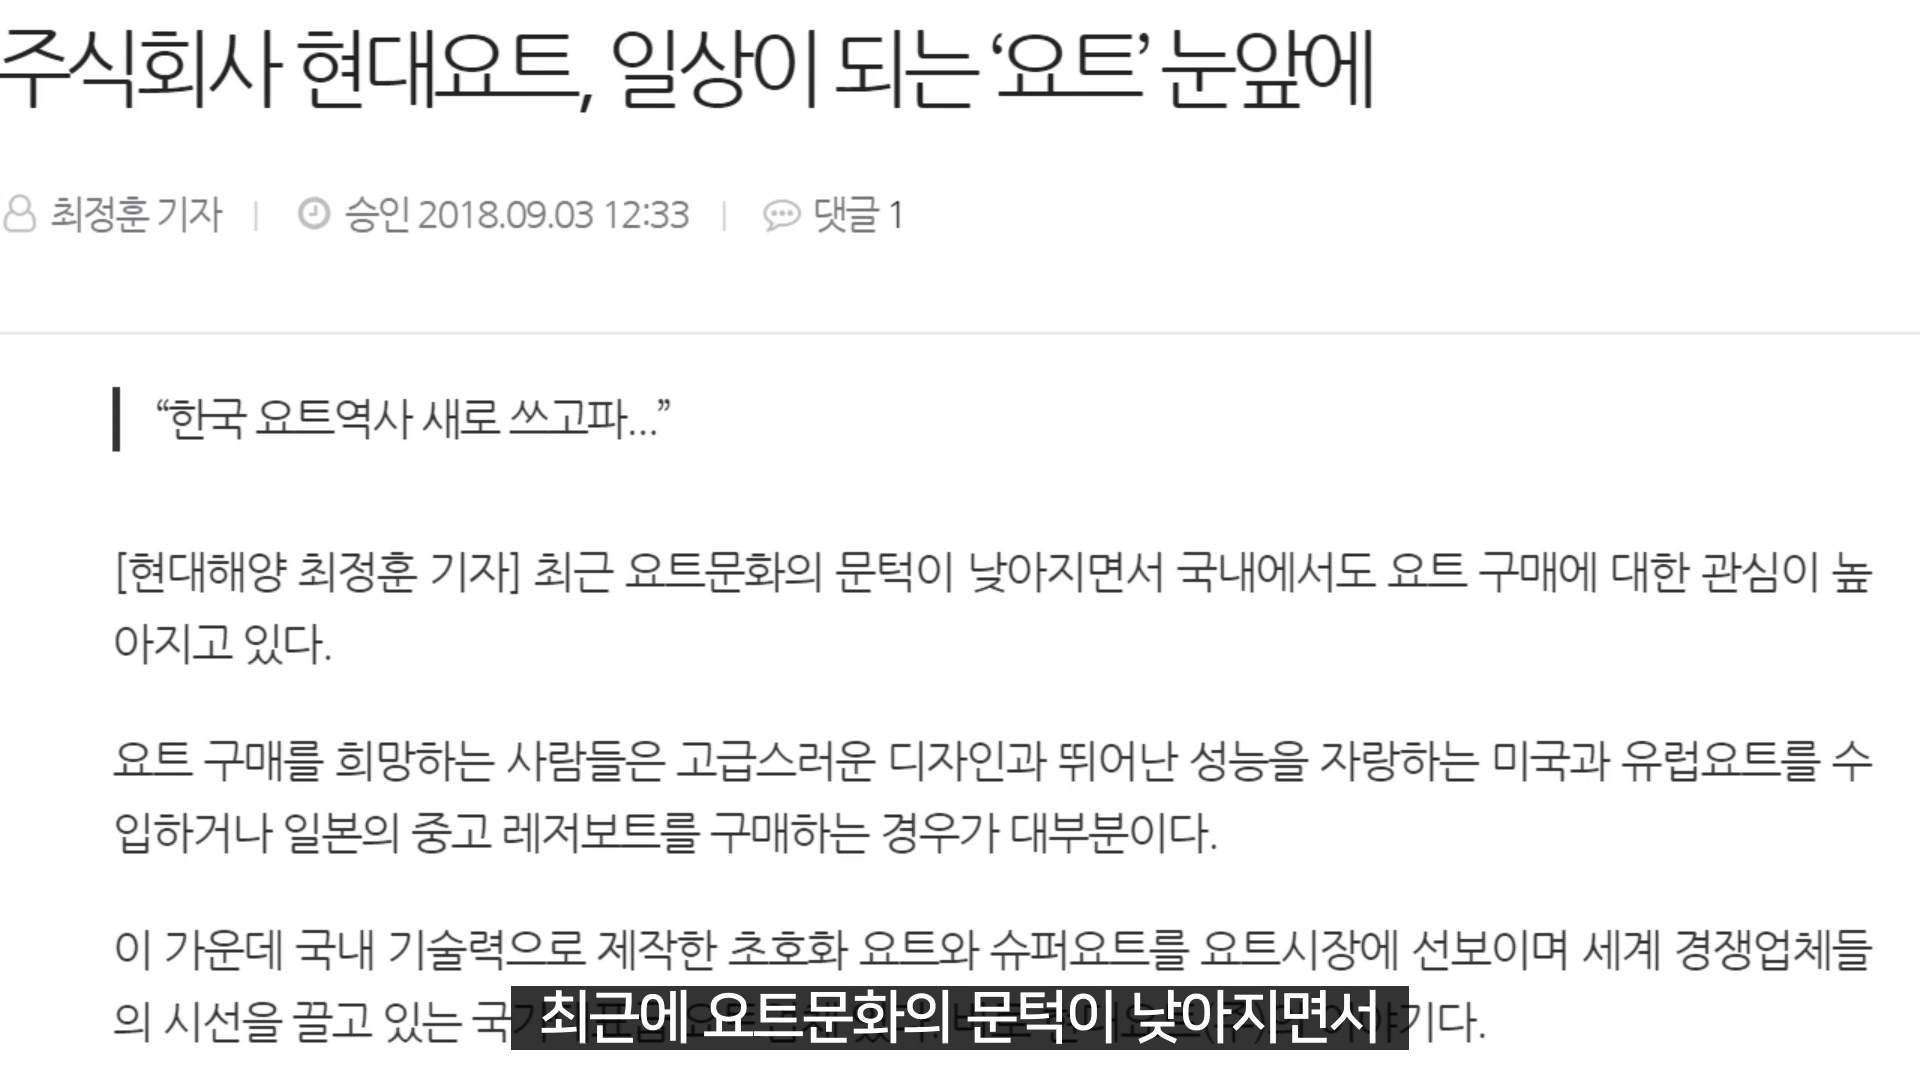 주식회사 현대요트, 일상이 되는 ‘요트’ 눈앞에
최정훈 기자 | 승인 2018.09.03 12:33 | 댓글 1
“한국 요트역사 새로 쓰고파...”
[현대해양 최정훈 기자] 최근 요트문화의 문턱이 낮아지면서 국내에서도 요트 구매에 대한 관심이 높
아지고 있다.
요트 구매를 희망하는 사람들은 고급스러운 디자인과 뛰어난 성능을 자랑하는 미국과 유럽요트를 수
입하거나 일본의 중고 레저보트를 구매하는 경우가 대부분이다.
이 가운데 국내 기술력으로 제작한 초호화 요트와 슈퍼요트를 요트시장에 선보이며 세계 경쟁업체들
의 시선을 끌고 있는
최근에 요트문화의 문턱이 낮아지면서